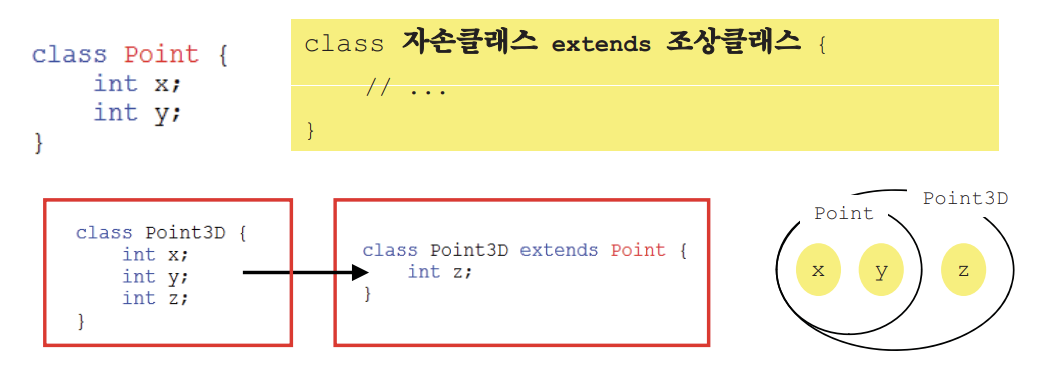 class Point {
    int x;
    int y;
}
class 자손클래스 extends 조상클래스 {
    // ...
}
class Point3D {
    int x;
    int y;
    int z;
}
class Point3D extends Point {
    int z;
}
Point3D
Point
x y z